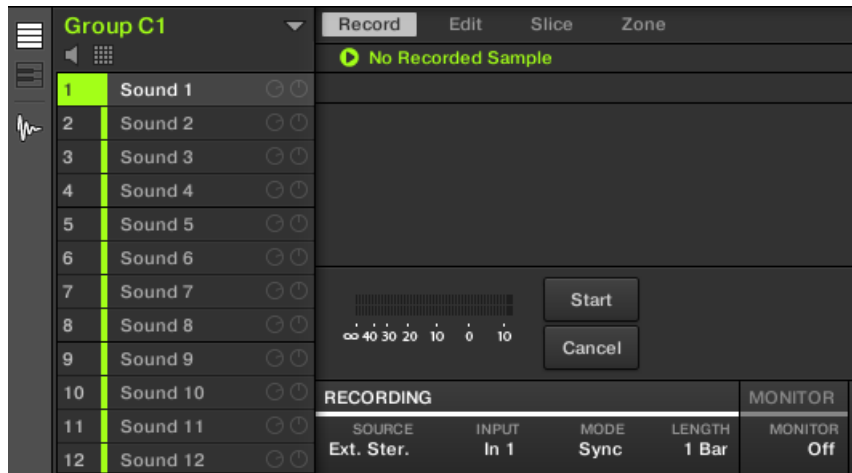 Group C1
Record Edit Slice Zone
No Recorded Sample
1 Sound 1
2 Sound 2
3 Sound 3
4 Sound 4
5 Sound 5
6 Sound 6
7 Sound 7
8 Sound 8
9 Sound 9
10 Sound 10
11 Sound 11
12 Sound 12
Start
∞ 40 30 20 10 0 10
Cancel
RECORDING MONITOR
SOURCE INPUT MODE LENGTH MONITOR
Ext. Ster. In 1 Sync 1 Bar Off